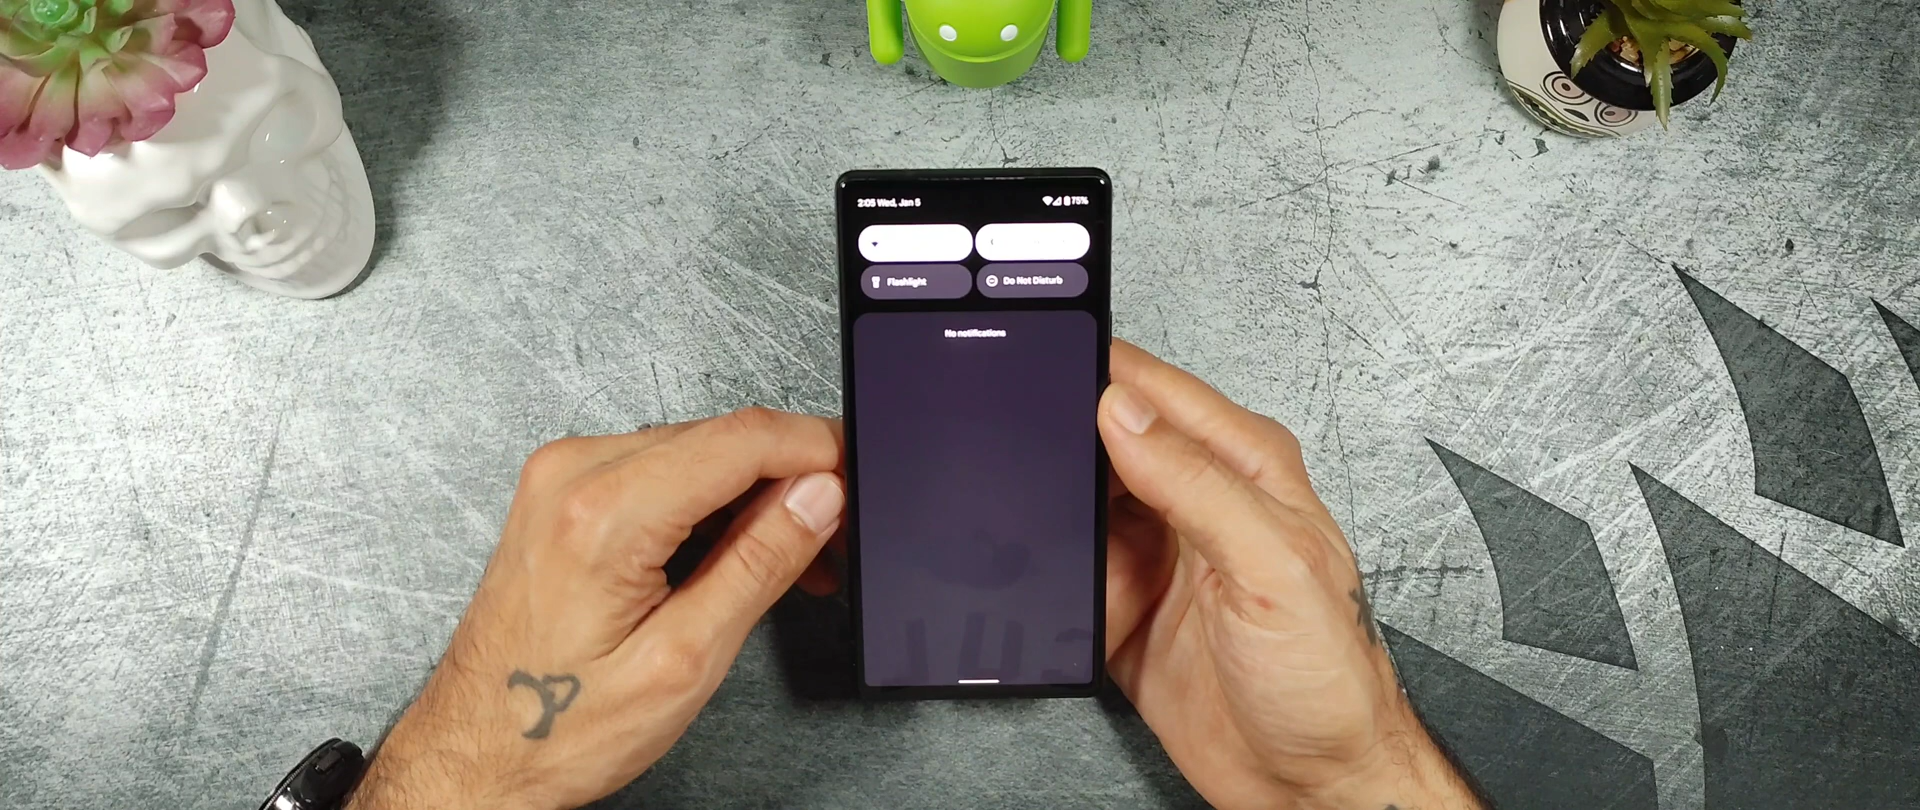 2:05 Wed, Jan 5 75%
Flashlight Do Not Disturb
No notifications